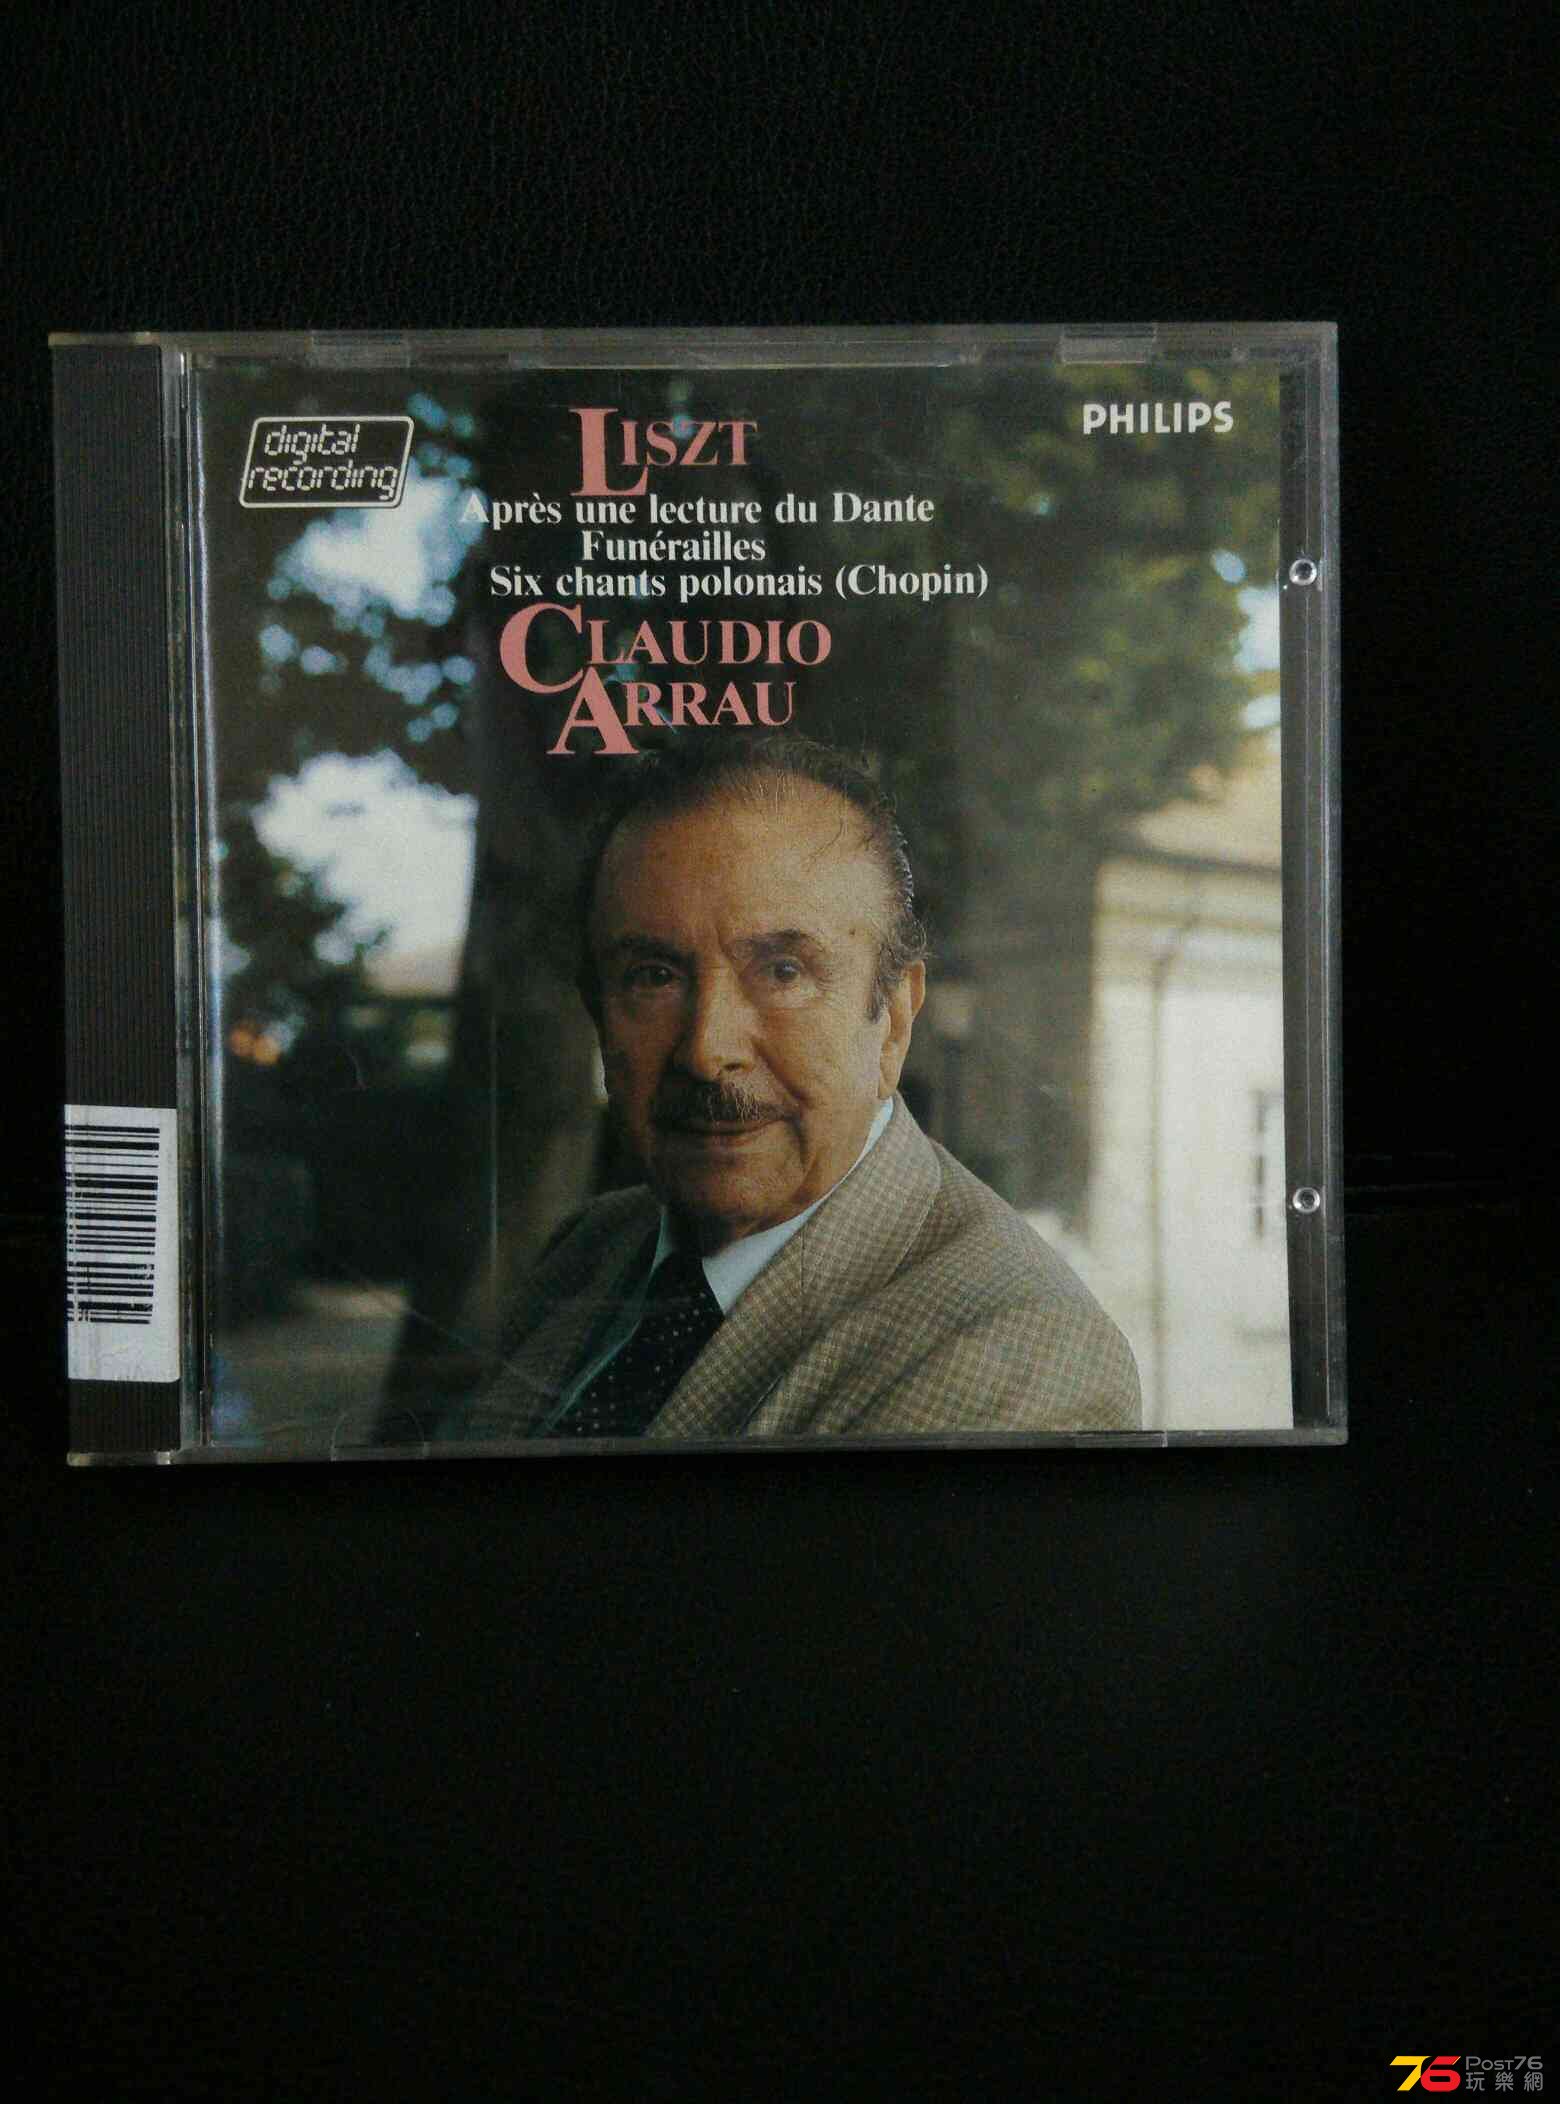 digital
recording
PHILIPS
LISZT
Après une lecture du Dante
Funérailles
Six chants polonais (Chopin)
CLAUDIO
ARRAU
76 POST76
玩樂網